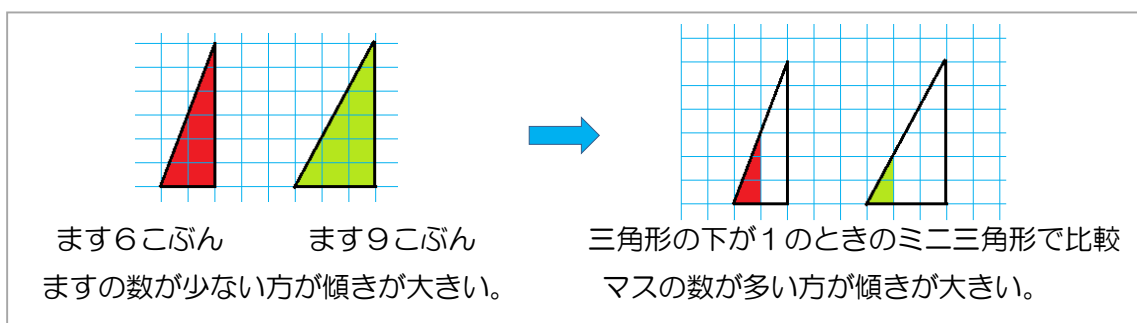 ます６こぶん
ます９こぶん
ますの数が少ない方が傾きが大きい。
三角形の下が１のときのミニ三角形で比較
マスの数が多い方が傾きが大きい。